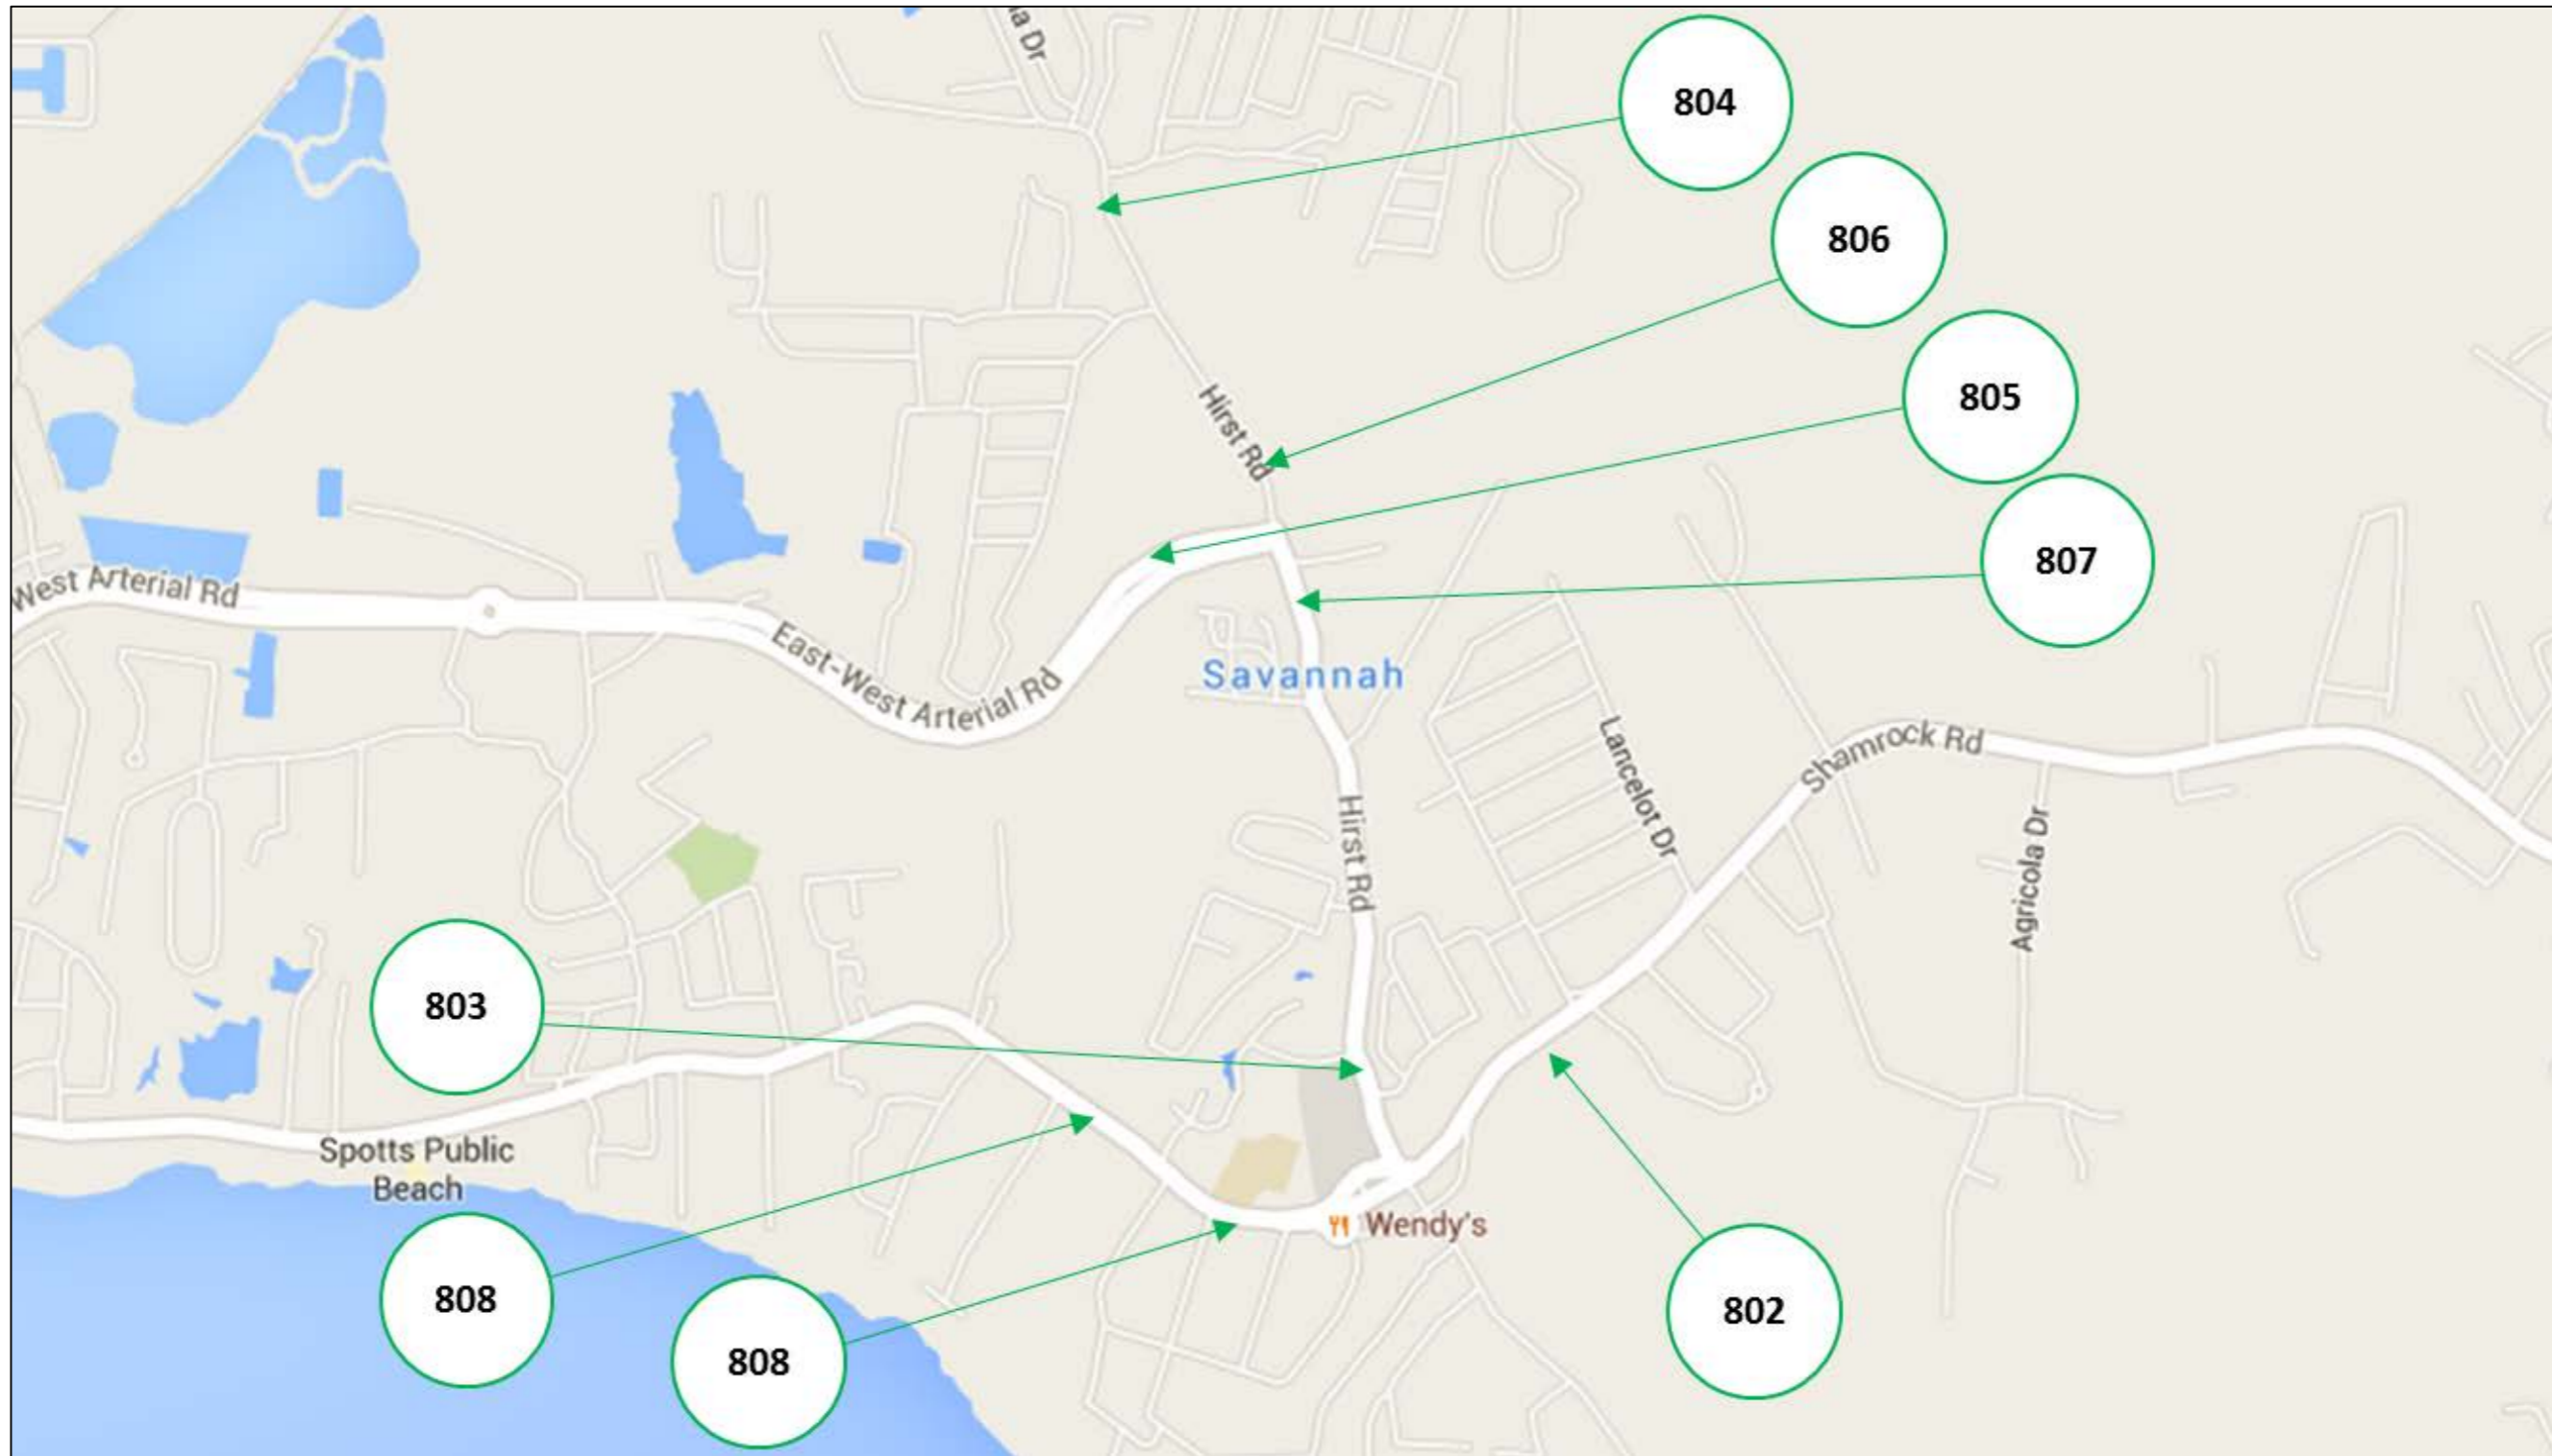 804
806
805
807
Hirst Rd
West Arterial Rd
East-West Arterial Rd
Savannah
Lancelot Dr
Shamrock Rd
Hirst Rd
Agricola Dr
803
Spotts Public
Beach
Wendy's
808
808
802